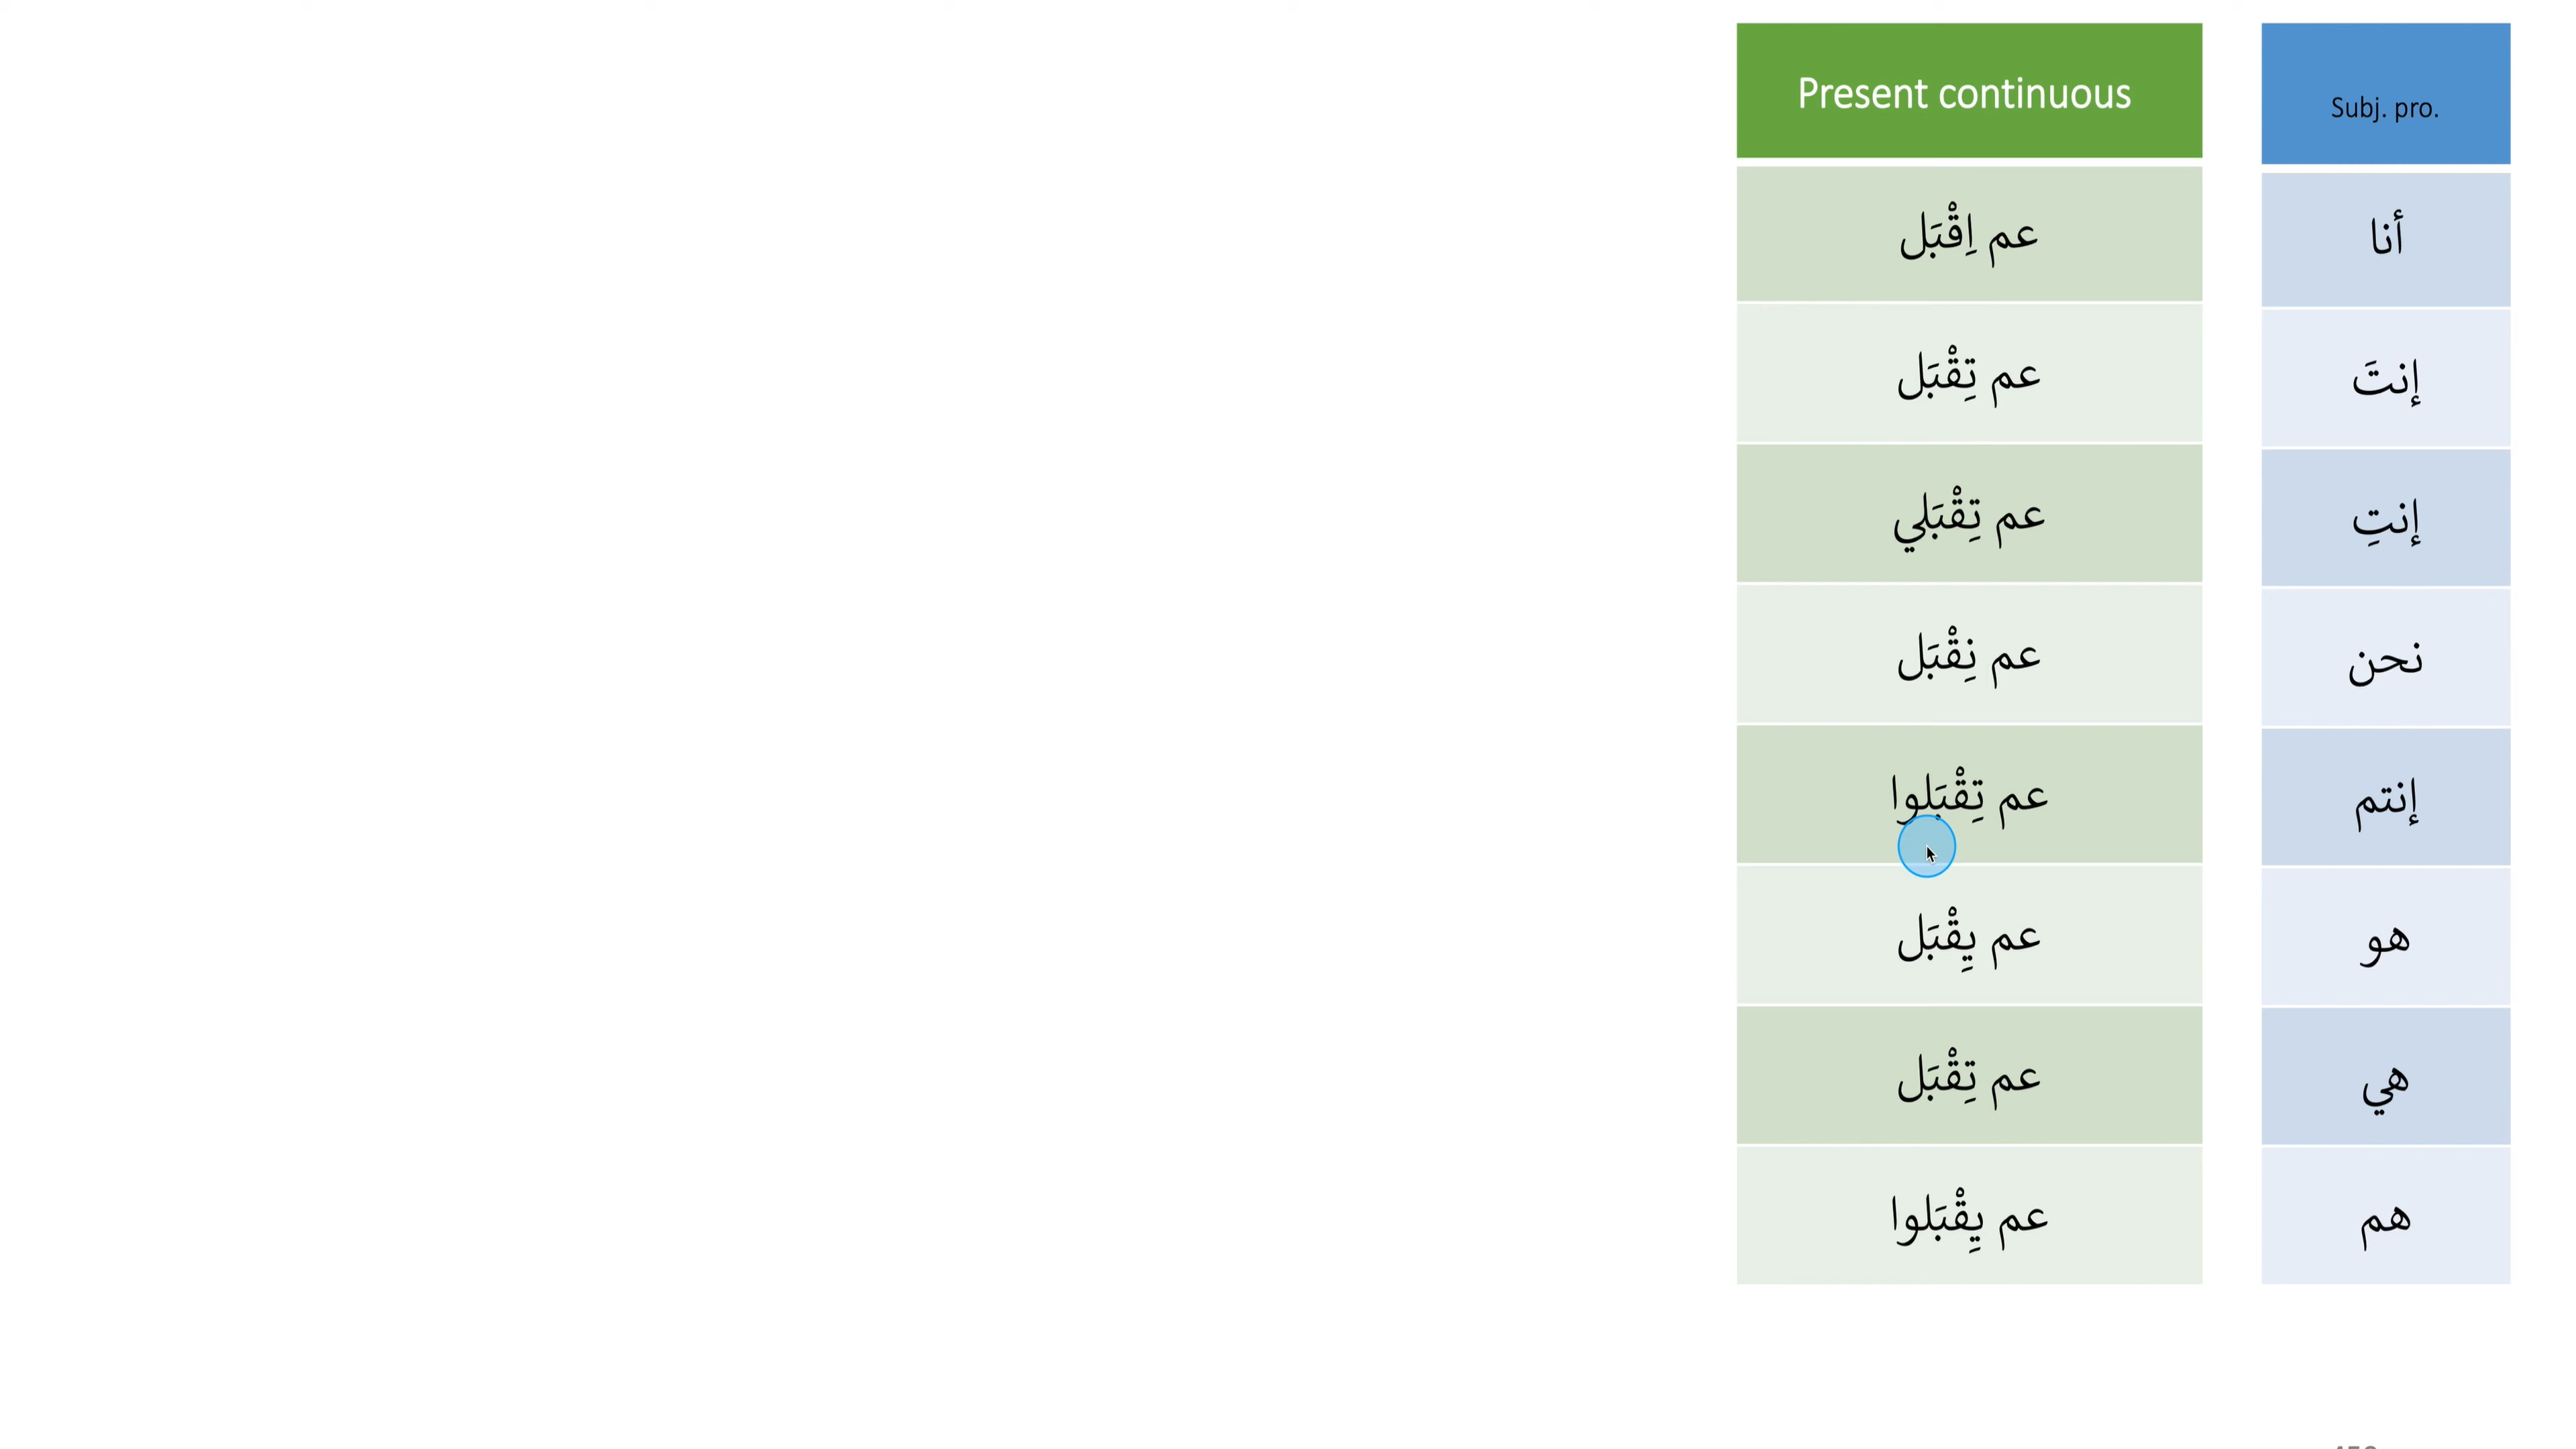 Subj. pro. Present continuous
أنا عم اِقْبَل
إنتَ عم تِقْبَل
إنتِ عم تِقْبَلي
نحن عم نِقْبَل
إنتم عم تِقْبَلوا
هو عم يِقْبَل
هي عم تِقْبَل
هم عم يِقْبَلوا